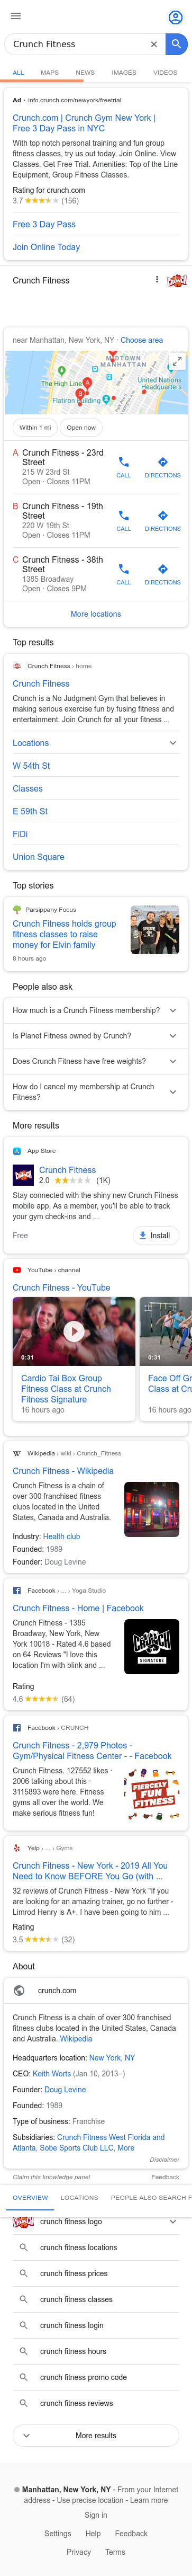 Crunch Fitness
ALL MAPS NEWS IMAGES VIDEOS
Ad · info.crunch.com/newyork/freetrial
Crunch.com | Crunch Gym New York |
Free 3 Day Pass in NYC
With top notch personal training and fun group
fitness classes, try us out today. Join Online. View
Classes. Get Free Trial. Amenities: Top of the Line
Equipment, Group Fitness Classes.
Rating for crunch.com
3.7 (156)
Free 3 Day Pass
Join Online Today
Crunch Fitness
near Manhattan, New York, NY · Choose area
MIDTOWN
MANHATTAN
The High Line
United Nations
Headquarters
Flatiron Building
A
B
Within 1 mi
Open now
A Crunch Fitness - 23rd
Street
215 W 23rd St
Open · Closes 11PM
CALL
DIRECTIONS
B Crunch Fitness - 19th
Street
220 W 19th St
Open · Closes 11PM
CALL
DIRECTIONS
C Crunch Fitness - 38th
Street
1385 Broadway
Open · Closes 9PM
CALL
DIRECTIONS
More locations
Top results
Crunch Fitness › home
Crunch Fitness
Crunch is a No Judgment Gym that believes in
making serious exercise fun by fusing fitness and
entertainment. Join Crunch for all your fitness ...
Locations
W 54th St
Classes
E 59th St
FiDi
Union Square
Top stories
Parsippany Focus
Crunch Fitness holds group
fitness classes to raise
money for Elvin family
8 hours ago
People also ask
How much is a Crunch Fitness membership?
Is Planet Fitness owned by Crunch?
Does Crunch Fitness have free weights?
How do I cancel my membership at Crunch
Fitness?
More results
App Store
Crunch Fitness
2.0 (1K)
Stay connected with the shiny new Crunch Fitness
mobile app. As a member, you'll be able to track
your gym check-ins and ...
Free
Install
YouTube › channel
Crunch Fitness - YouTube
0:31
0:31
Cardio Tai Box Group
Fitness Class at Crunch
Fitness Signature
16 hours ago
Face Off Gr
Class at Cru
16 hours ago
Wikipedia › wiki › Crunch_Fitness
Crunch Fitness - Wikipedia
Crunch Fitness is a chain of
over 300 franchised fitness
clubs located in the United
States, Canada and Australia.
Industry: Health club
Founded: 1989
Founder: Doug Levine
Facebook › ... › Yoga Studio
Crunch Fitness - Home | Facebook
Crunch Fitness - 1385
Broadway, New York, New
York 10018 - Rated 4.6 based
on 64 Reviews "I love this
location I'm with blink and ...
CRUNCH
SIGNATURE
Rating
4.6 (64)
Facebook › CRUNCH
Crunch Fitness - 2,979 Photos -
Gym/Physical Fitness Center - - Facebook
Crunch Fitness. 127552 likes ·
2006 talking about this ·
3115893 were here. Fitness
gyms all over the world. We
make serious fitness fun!
FIERCELY
FUN
FITNESS
Yelp › ... › Gyms
Crunch Fitness - New York - 2019 All You
Need to Know BEFORE You Go (with ...
32 reviews of Crunch Fitness - New York "If you
are looking for an amazing trainer, go no further -
Limrod Henry is A+. I have been going to him ...
Rating
3.5 (32)
About
crunch.com
Crunch Fitness is a chain of over 300 franchised
fitness clubs located in the United States, Canada
and Australia. Wikipedia
Headquarters location: New York, NY
CEO: Keith Worts (Jan 10, 2013–)
Founder: Doug Levine
Founded: 1989
Type of business: Franchise
Subsidiaries: Crunch Fitness West Florida and
Atlanta, Sobe Sports Club LLC, More
Disclaimer
Claim this knowledge panel
Feedback
OVERVIEW LOCATIONS PEOPLE ALSO SEARCH F
crunch fitness logo
crunch fitness locations
crunch fitness prices
crunch fitness classes
crunch fitness login
crunch fitness hours
crunch fitness promo code
crunch fitness reviews
More results
Manhattan, New York, NY - From your Internet
address - Use precise location - Learn more
Sign in
Settings Help Feedback
Privacy Terms